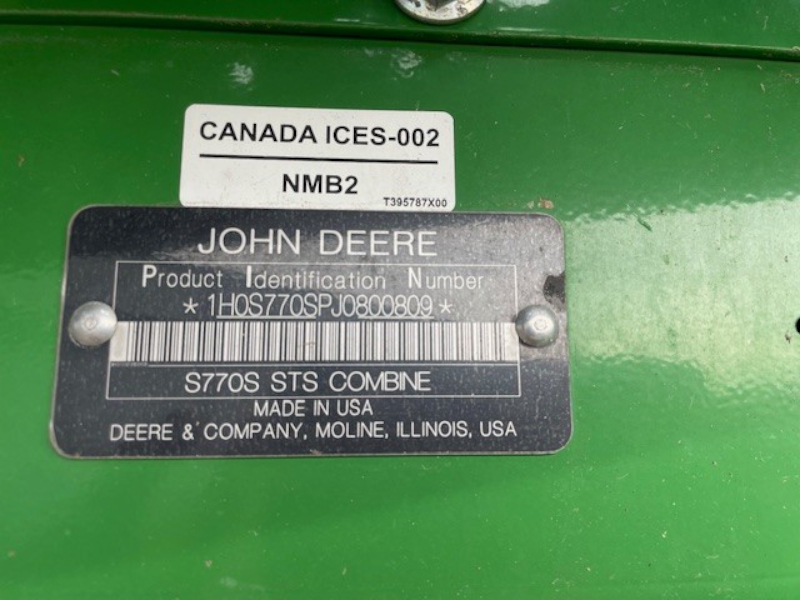 CANADA ICES-002
NMB2
T395787X00
JOHN DEERE
Product Identification Number
*1H0S770SPJ0800809*
S770S STS COMBINE
MADE IN USA
DEERE & COMPANY, MOLINE, ILLINOIS, USA